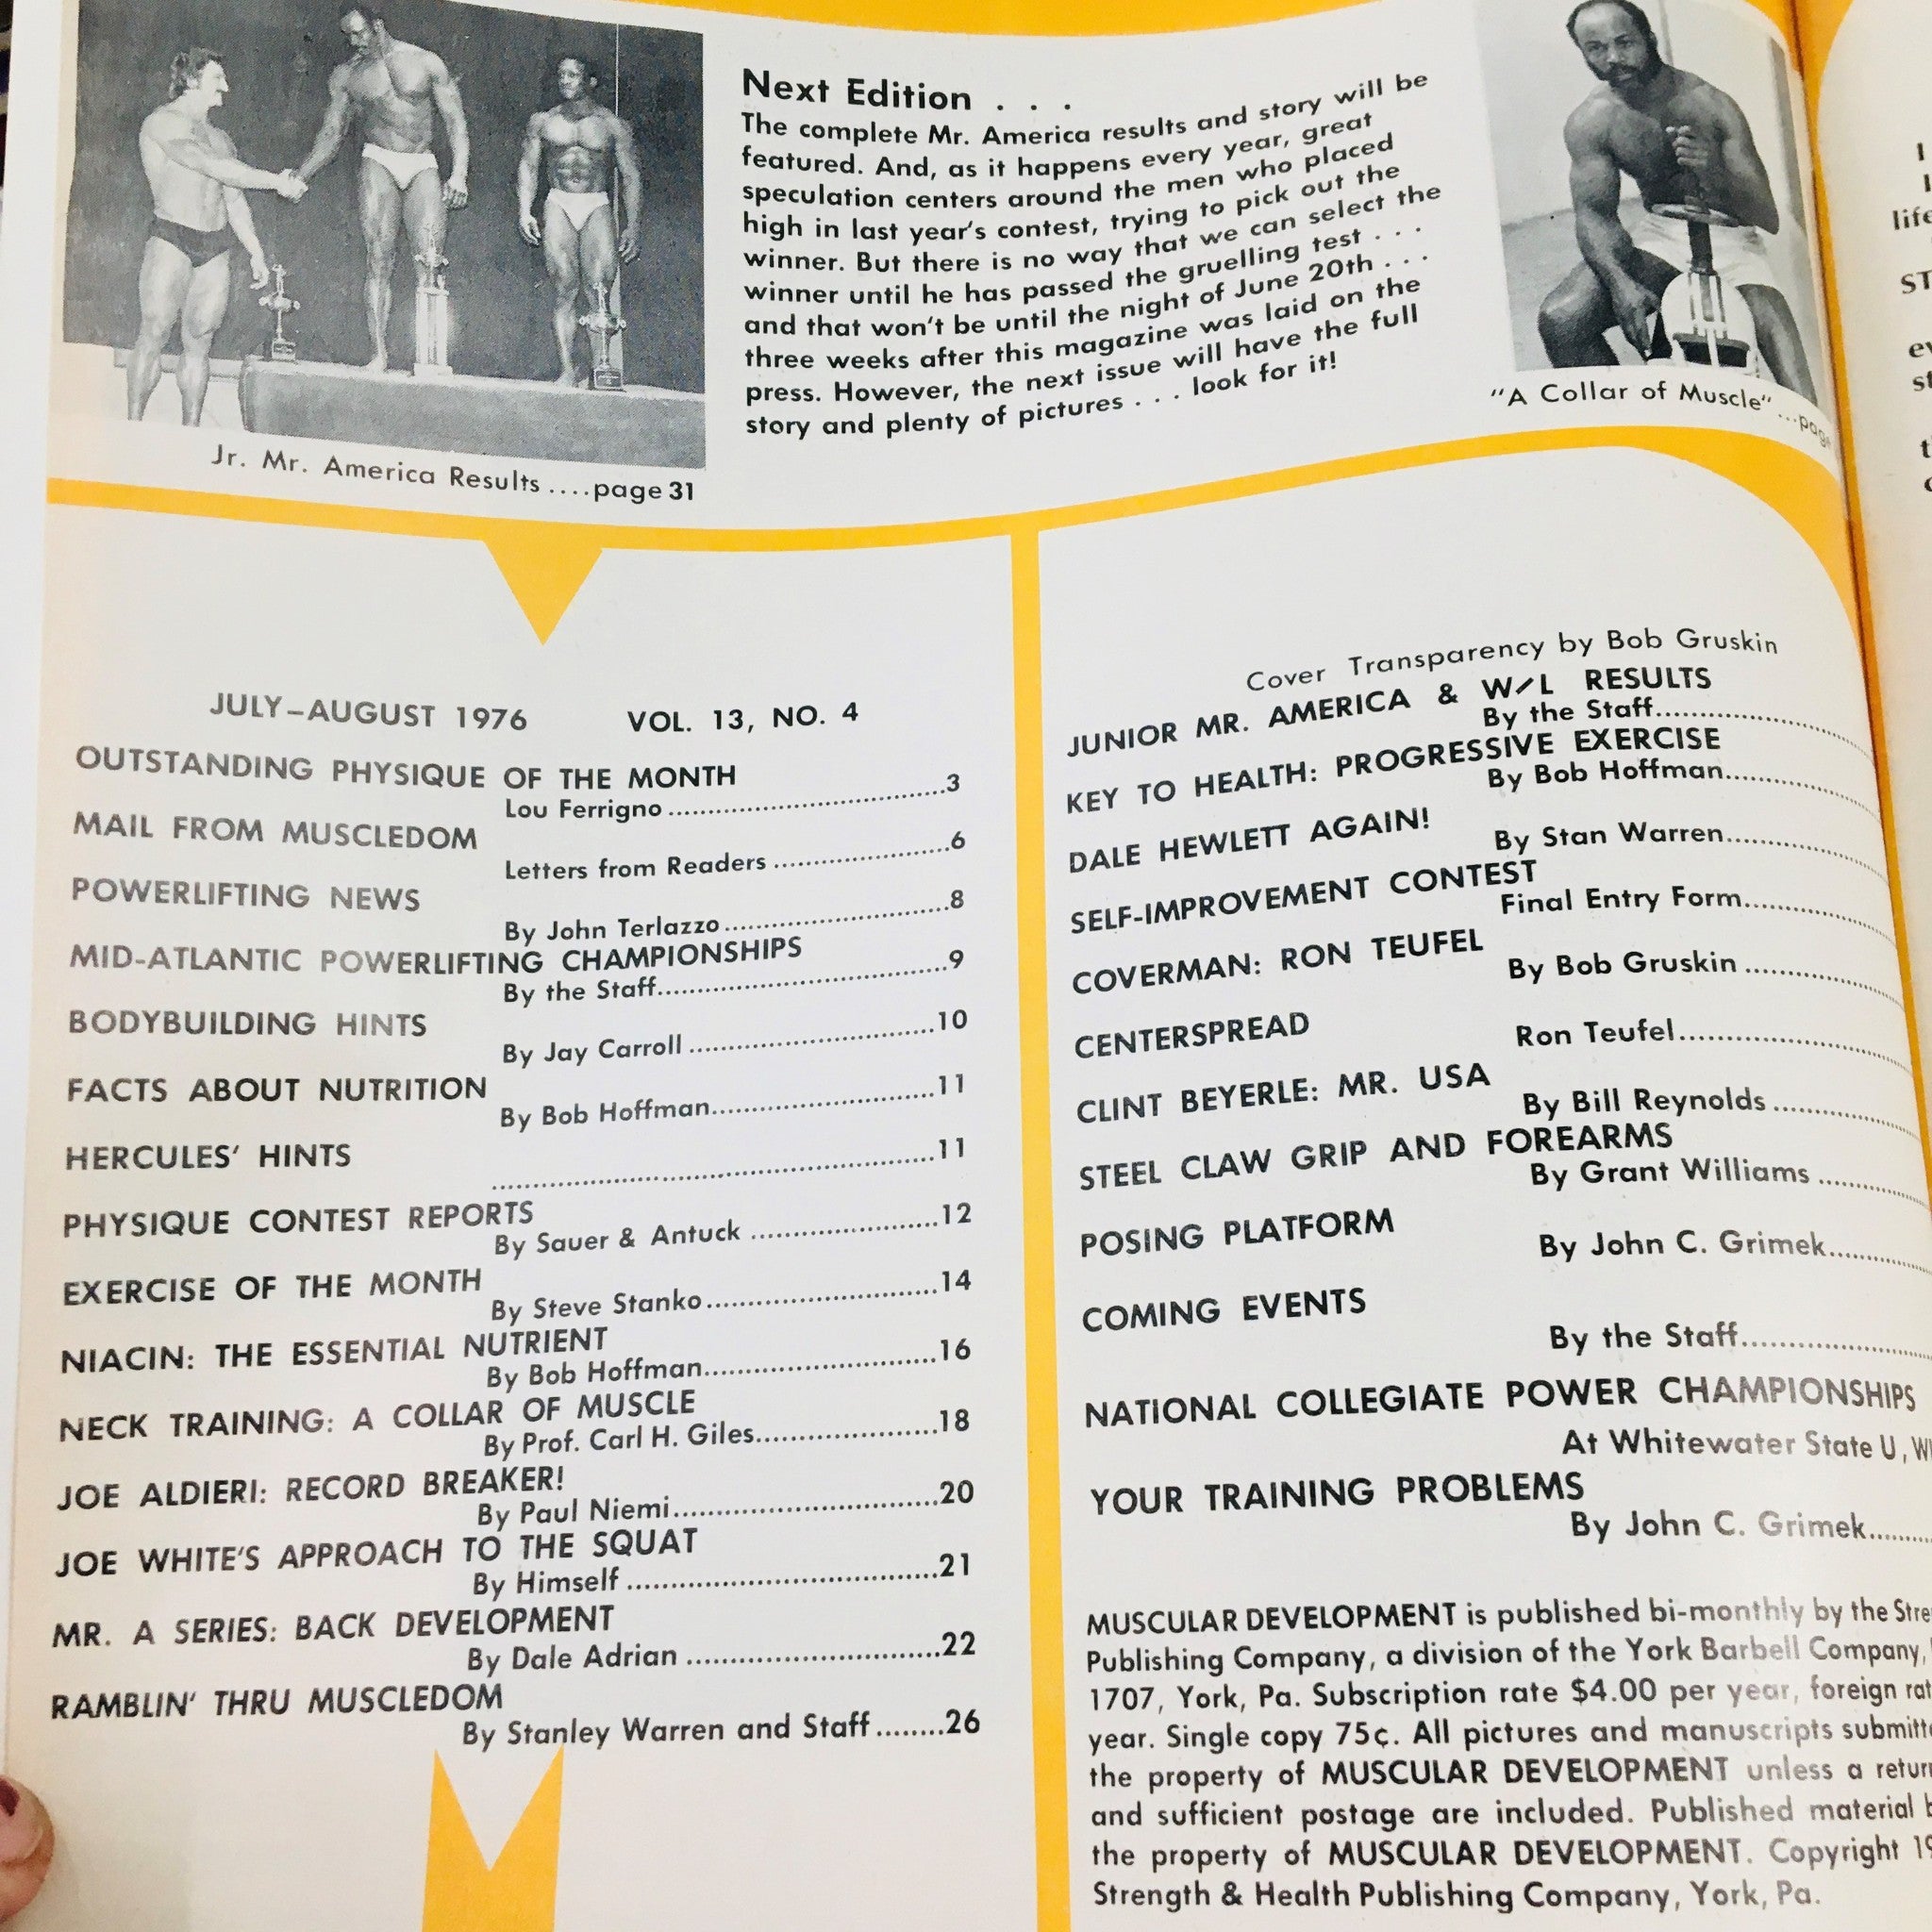 Jr. Mr. America Results ....page 31
Next Edition . . .
The complete Mr. America results and story will be
featured. And, as it happens every year, great
speculation centers around the men who placed
high in last year's contest, trying to pick out the
winner. But there is no way that we can select the
winner until he has passed the gruelling test . . .
and that won't be until the night of June 20th . . .
three weeks after this magazine was laid on the
press. However, the next issue will have the full
story and plenty of pictures . . . look for it!
"A Collar of Muscle" ...page
JULY-AUGUST 1976 VOL. 13, NO. 4
OUTSTANDING PHYSIQUE OF THE MONTH
Lou Ferrigno ........................................3
MAIL FROM MUSCLEDOM
Letters from Readers .........................6
POWERLIFTING NEWS
By John Terlazzo................................8
MID-ATLANTIC POWERLIFTING CHAMPIONSHIPS
By the Staff.........................................9
BODYBUILDING HINTS
By Jay Carroll ...................................10
FACTS ABOUT NUTRITION
By Bob Hoffman................................11
HERCULES' HINTS
................................................................11
PHYSIQUE CONTEST REPORTS
By Sauer & Antuck ..........................12
EXERCISE OF THE MONTH
By Steve Stanko................................14
NIACIN: THE ESSENTIAL NUTRIENT
By Bob Hoffman................................16
NECK TRAINING: A COLLAR OF MUSCLE
By Prof. Carl H. Giles.........................18
JOE ALDIERI: RECORD BREAKER!
By Paul Niemi....................................20
JOE WHITE'S APPROACH TO THE SQUAT
By Himself ..........................................21
MR. A SERIES: BACK DEVELOPMENT
By Dale Adrian ..................................22
RAMBLIN' THRU MUSCLEDOM
By Stanley Warren and Staff........26
Cover Transparency by Bob Gruskin
JUNIOR MR. AMERICA & W/L RESULTS
By the Staff..............................
KEY TO HEALTH: PROGRESSIVE EXERCISE
By Bob Hoffman......................
DALE HEWLETT AGAIN!
By Stan Warren.......................
SELF-IMPROVEMENT CONTEST
Final Entry Form......................
COVERMAN: RON TEUFEL
By Bob Gruskin .......................
CENTERSPREAD
Ron Teufel................................
CLINT BEYERLE: MR. USA
By Bill Reynolds .....................
STEEL CLAW GRIP AND FOREARMS
By Grant Williams .................
POSING PLATFORM
By John C. Grimek.................
COMING EVENTS
By the Staff.............................
NATIONAL COLLEGIATE POWER CHAMPIONSHIPS
At Whitewater State U,
YOUR TRAINING PROBLEMS
By John C. Grimek..........
MUSCULAR DEVELOPMENT is published bi-monthly by the
Publishing Company, a division of the York Barbell Company,
1707, York, Pa. Subscription rate $4.00 per year, foreign
year. Single copy 75¢. All pictures and manuscripts
the property of MUSCULAR DEVELOPMENT unless a
and sufficient postage are included. Published material
the property of MUSCULAR DEVELOPMENT. Copyright
Strength & Health Publishing Company, York, Pa.